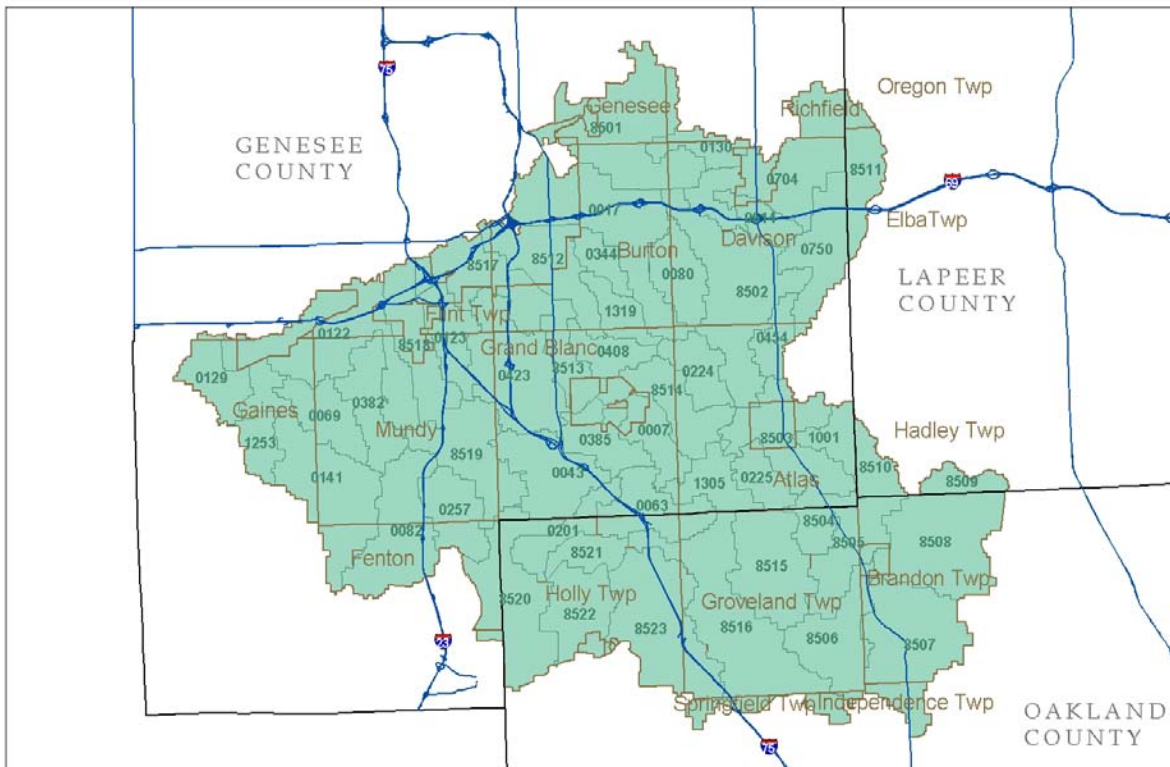 75
Oregon Twp
Genesee
Richfield
8501
GENESEE
COUNTY
0130
8511
0704
69
0017
ElbaTwp
Davison
Burton
0344
8512
0750
8517
0080
LAPEER
COUNTY
8502
1319
Flint Twp
0122
0123
0454
8518
Grand Blanc
0408
8513
0224
0423
0129
8514
0382
Gaines
0069
Mundy
0007
Hadley Twp
0385
8503
1001
1253
8519
8510
0043
0141
1305
0225
Atlas
8509
0257
0063
0082
0201
8504
8505
8508
8521
Fenton
8515
Brandon Twp
8520
Holly Twp
Groveland Twp
8522
8523
8516
8506
8507
23
Springfield Twp
Independence Twp
OAKLAND
COUNTY
75